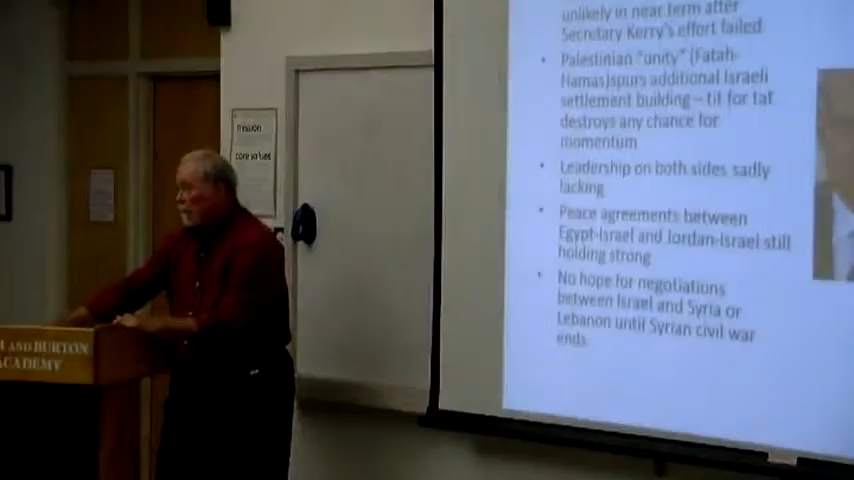 unlikely in near term after
Secretary Kerry's effort failed
• Palestinian "unity" (Fatah-
Hamas)spurs additional Israeli
settlement building – tit for tat
destroys any chance for
momentum
• Leadership on both sides sadly
lacking
• Peace agreements between
Egypt-Israel and Jordan-Israel still
holding strong
• No hope for negotiations
between Israel and Syria or
Lebanon until Syrian civil war
ends.
mission
core values
AND BURTON
ACADEMY